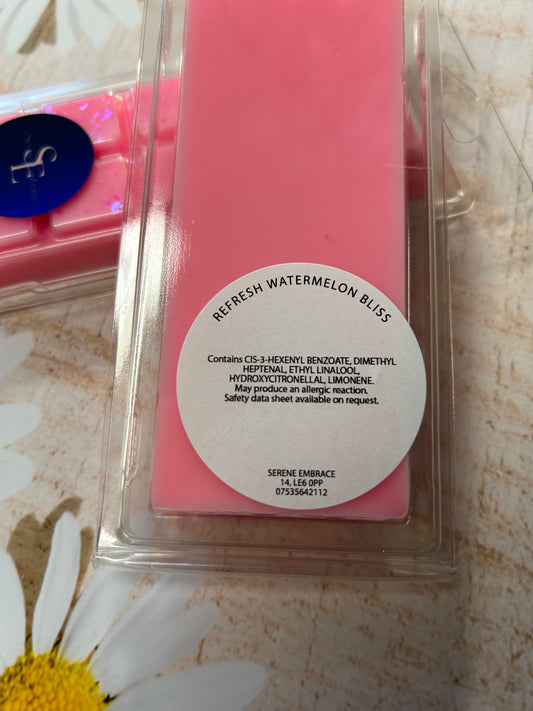 SE
REFRESH WATERMELON BLISS
Contains CIS-3-HEXENYL BENZOATE, DIMETHYL
HEPTENAL, ETHYL LINALOOL,
HYDROXYCITRONELLAL, LIMONENE.
May produce an allergic reaction.
Safety data sheet available on request.
SERENE EMBRACE
14, LE6 0PP
07535642112